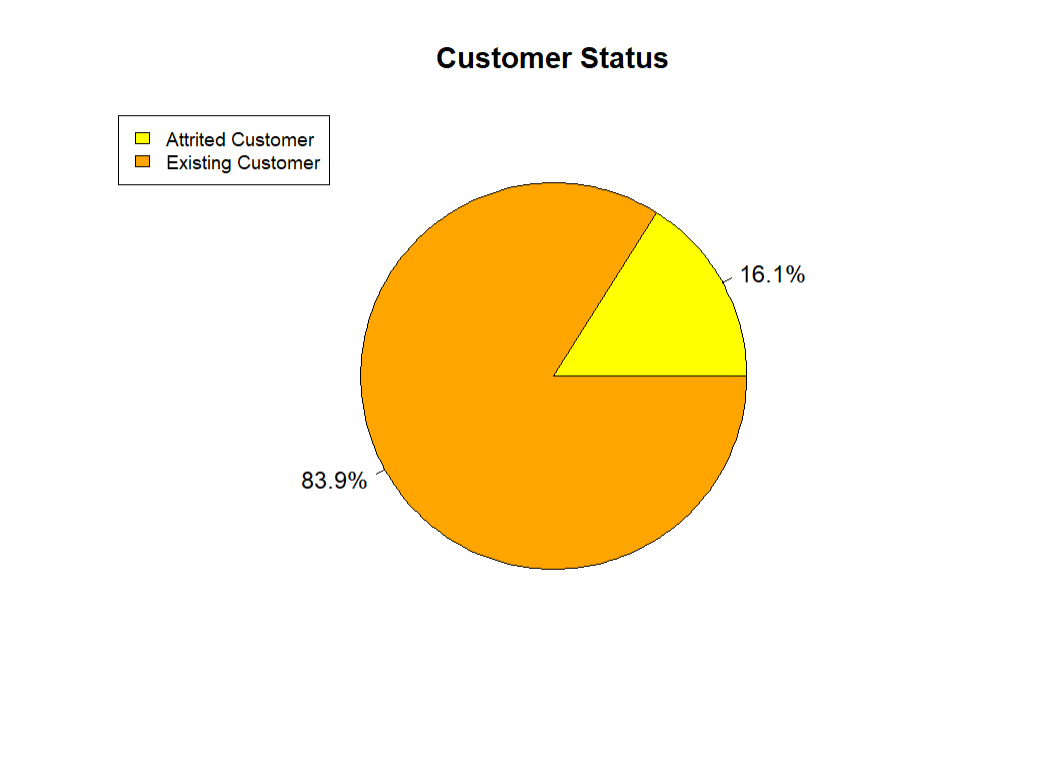 Customer Status
Attrited Customer
Existing Customer
16.1%
83.9%